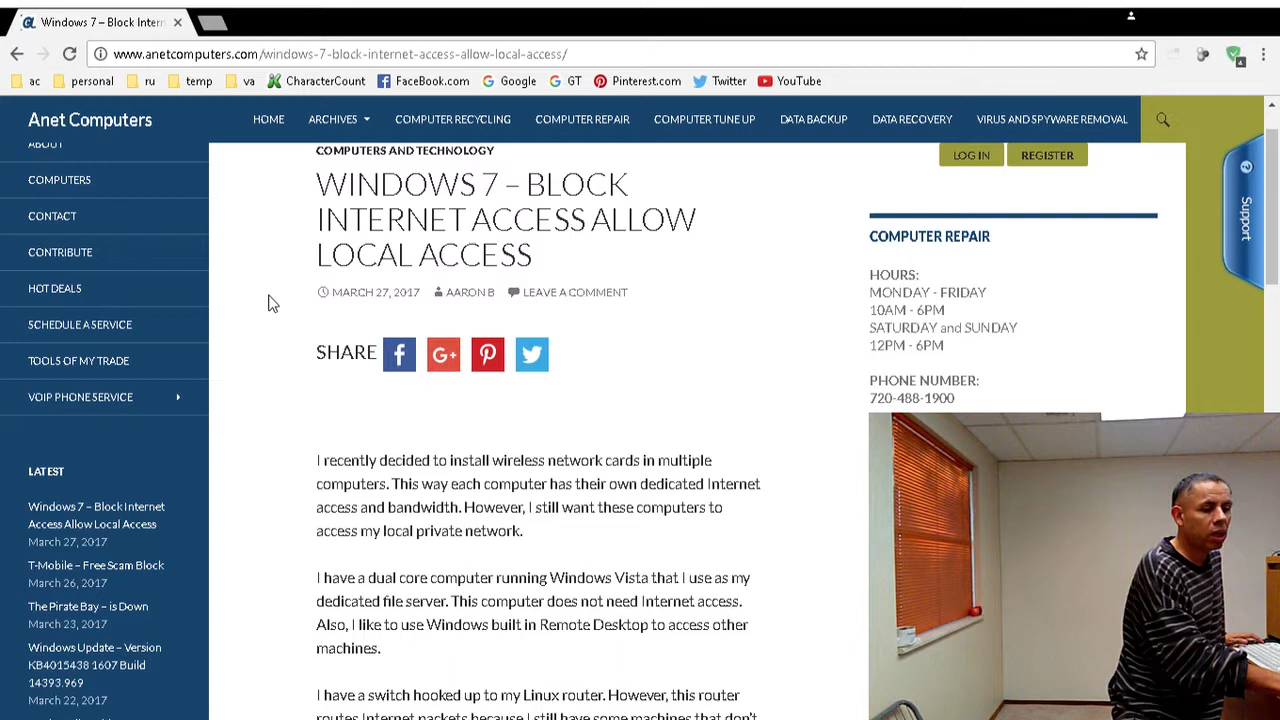 Windows 7 – Block Intern
www.anetcomputers.com/windows-7-block-internet-access-allow-local-access/
ac personal ru temp va CharacterCount FaceBook.com Google GT Pinterest.com Twitter YouTube
Anet Computers
HOME ARCHIVES COMPUTER RECYCLING COMPUTER REPAIR COMPUTER TUNE UP DATA BACKUP DATA RECOVERY VIRUS AND SPYWARE REMOVAL
ABOUT
COMPUTERS
CONTACT
CONTRIBUTE
HOT DEALS
SCHEDULE A SERVICE
TOOLS OF MY TRADE
VOIP PHONE SERVICE
LATEST
Windows 7 – Block Internet
Access Allow Local Access
March 27, 2017
T-Mobile – Free Scam Block
March 26, 2017
The Pirate Bay – is Down
March 23, 2017
Windows Update – Version
KB4015438 1607 Build
14393.969
March 22, 2017
COMPUTERS AND TECHNOLOGY
WINDOWS 7 – BLOCK
INTERNET ACCESS ALLOW
LOCAL ACCESS
MARCH 27, 2017 AARON B LEAVE A COMMENT
SHARE
I recently decided to install wireless network cards in multiple
computers. This way each computer has their own dedicated Internet
access and bandwidth. However, I still want these computers to
access my local private network.
I have a dual core computer running Windows Vista that I use as my
dedicated file server. This computer does not need Internet access.
Also, I like to use Windows built in Remote Desktop to access other
machines.
I have a switch hooked up to my Linux router. However, this router
routes Internet packets because I still have some machines that don't
LOG IN REGISTER
COMPUTER REPAIR
HOURS:
MONDAY - FRIDAY
10AM - 6PM
SATURDAY and SUNDAY
12PM - 6PM
PHONE NUMBER:
720-488-1900
Support